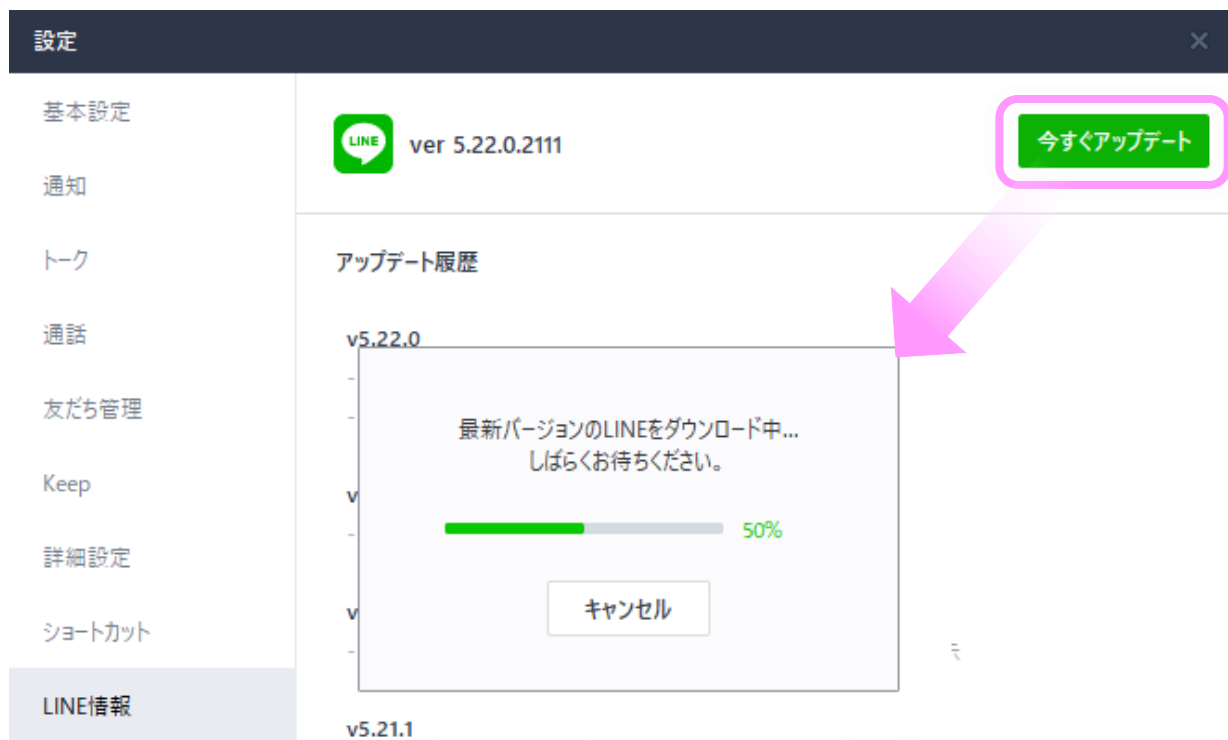 設定
基本設定
通知
トーク
通話
友だち管理
Keep
詳細設定
ショートカット
LINE情報
LINE
ver 5.22.0.2111
今すぐアップデート
アップデート履歴
v5.22.0
最新バージョンのLINEをダウンロード中...
しばらくお待ちください。
50%
キャンセル
v5.21.1